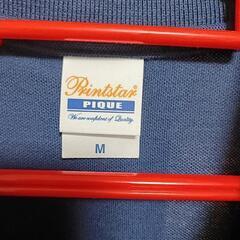 Printstar
PIQUE
We are confident of Quality.
M